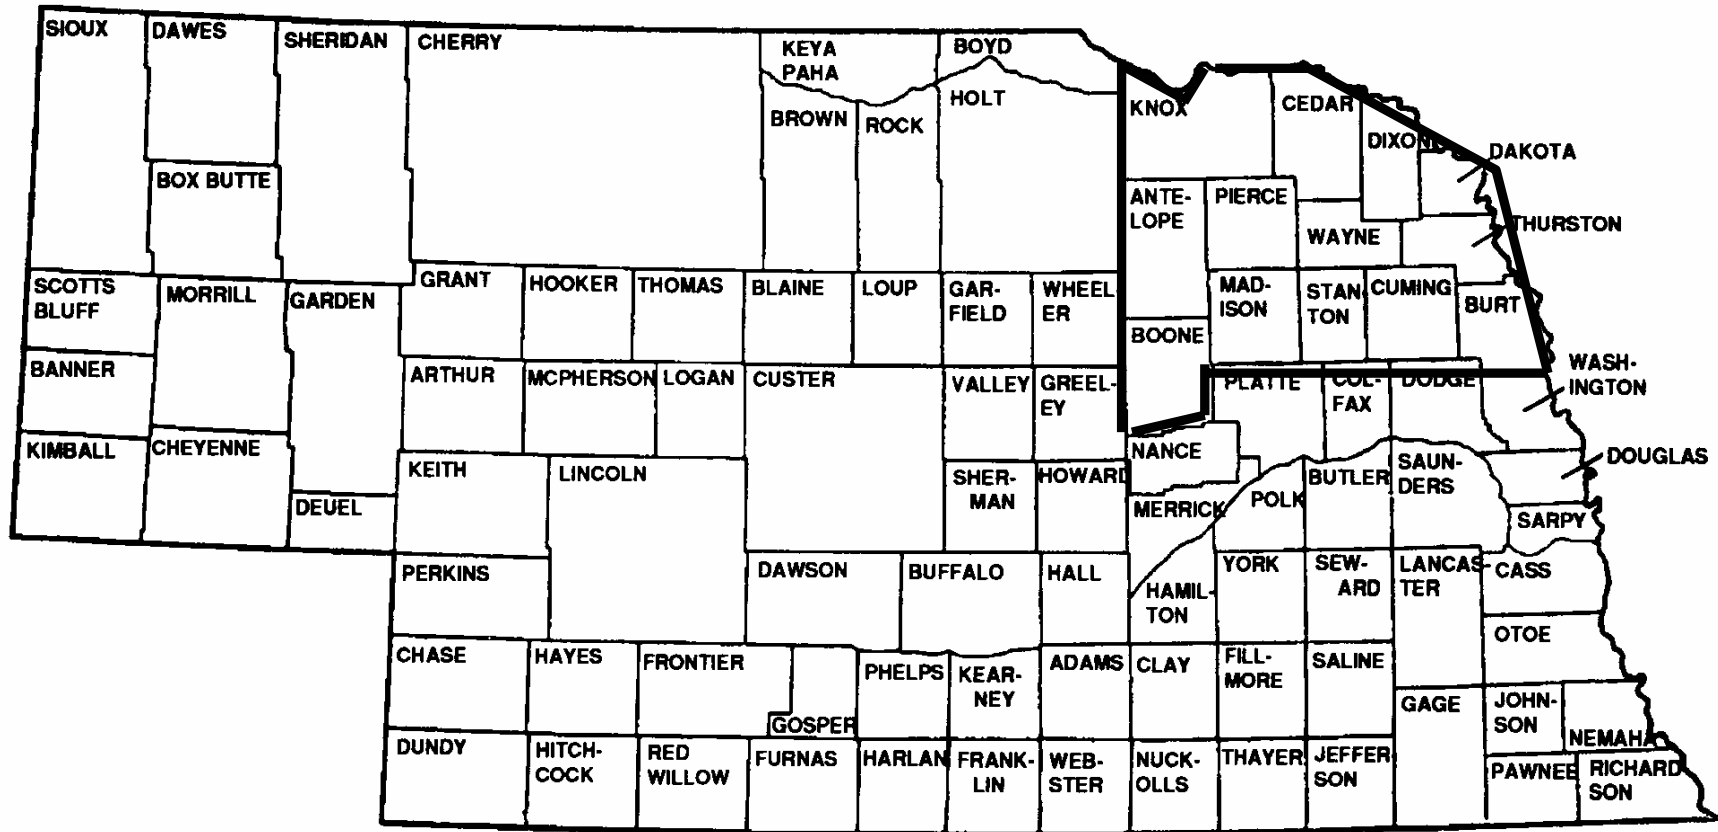 SIOUX
DAWES
SHERIDAN
CHERRY
KEYA
PAHA
BOYD
BROWN
ROCK
HOLT
KNOX
CEDAR
DIXON
DAKOTA
BOX BUTTE
ANTE-
LOPE
PIERCE
WAYNE
THURSTON
SCOTTS
BLUFF
MORRILL
GARDEN
GRANT
HOOKER
THOMAS
BLAINE
LOUP
GAR-
FIELD
WHEEL
ER
BOONE
MAD-
ISON
STAN
TON
CUMING
BURT
BANNER
ARTHUR
MCPHERSON
LOGAN
CUSTER
VALLEY
GREEL-
EY
PLATTE
COL-
FAX
DODGE
WASH-
INGTON
KIMBALL
CHEYENNE
DEUEL
KEITH
LINCOLN
SHER-
MAN
HOWARD
NANCE
MERRICK
POLK
BUTLER
SAUN-
DERS
DOUGLAS
SARPY
PERKINS
DAWSON
BUFFALO
HALL
HAMIL-
TON
YORK
SEW-
ARD
LANCAS-
TER
CASS
OTOE
CHASE
HAYES
FRONTIER
GOSPER
PHELPS
KEAR-
NEY
ADAMS
CLAY
FILL-
MORE
SALINE
GAGE
JOHN-
SON
NEMAHA
DUNDY
HITCH-
COCK
RED
WILLOW
FURNAS
HARLAN
FRANK-
LIN
WEB-
STER
NUCK-
OLLS
THAYER
JEFFER
SON
PAWNEE
RICHARD
SON